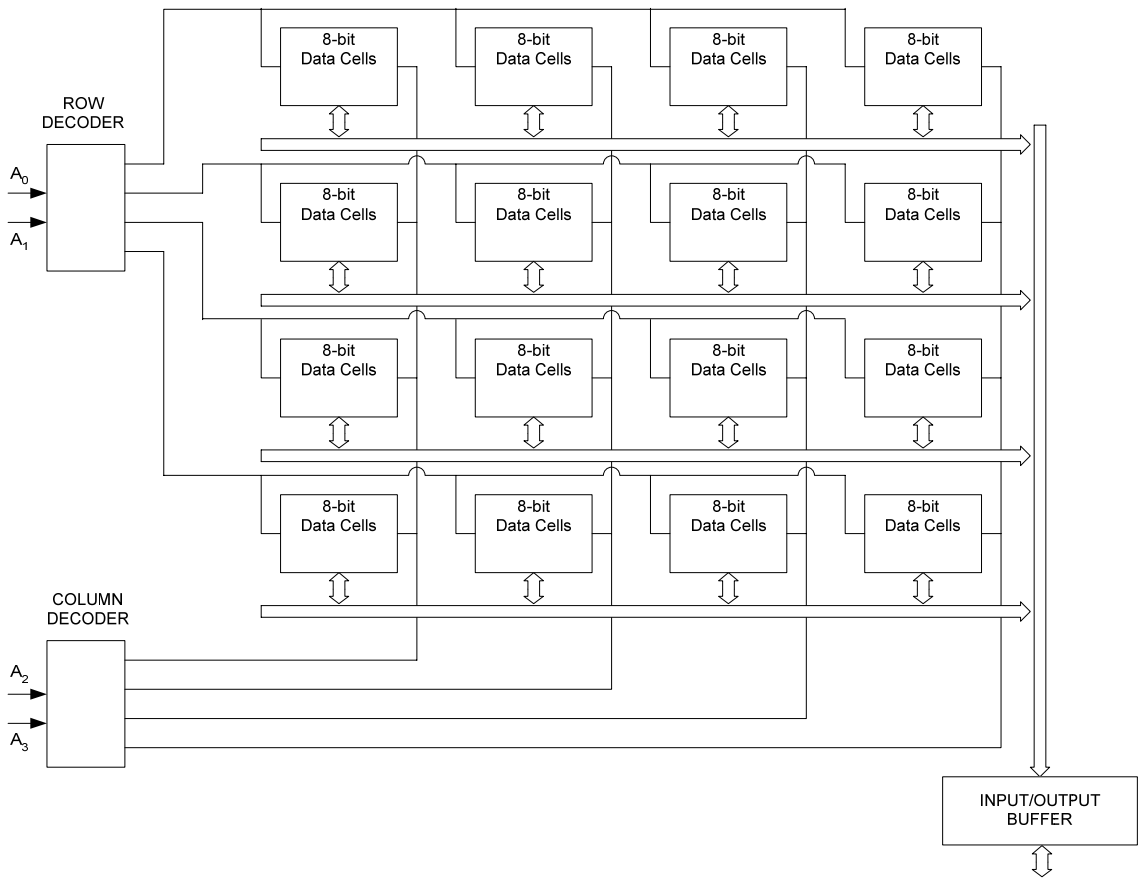 8-bit
Data Cells
8-bit
Data Cells
8-bit
Data Cells
8-bit
Data Cells
ROW
DECODER
A0
A1
8-bit
Data Cells
8-bit
Data Cells
8-bit
Data Cells
8-bit
Data Cells
8-bit
Data Cells
8-bit
Data Cells
8-bit
Data Cells
8-bit
Data Cells
8-bit
Data Cells
8-bit
Data Cells
8-bit
Data Cells
8-bit
Data Cells
COLUMN
DECODER
A2
A3
INPUT/OUTPUT
BUFFER